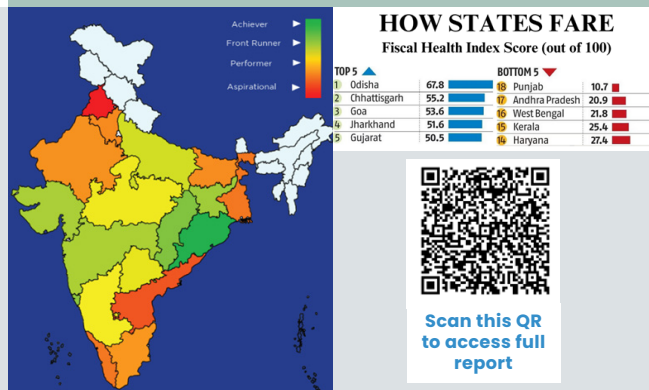 Achiever
Front Runner
Performer
Aspirational
HOW STATES FARE
Fiscal Health Index Score (out of 100)
TOP 5
1 Odisha 67.8
2 Chhattisgarh 55.2
3 Goa 53.6
4 Jharkhand 51.6
5 Gujarat 50.5
BOTTOM 5
18 Punjab 10.7
17 Andhra Pradesh 20.9
16 West Bengal 21.8
15 Kerala 25.4
14 Haryana 27.4
Scan this QR
to access full
report